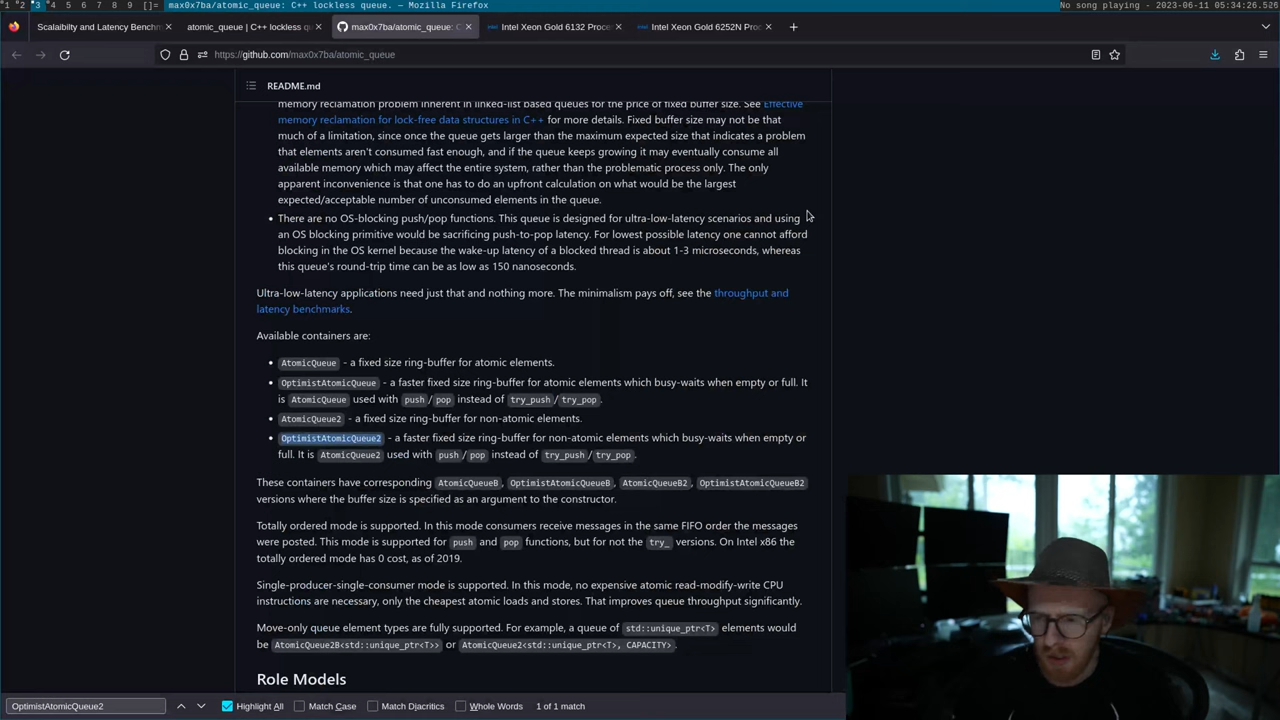 1 2 3 4 5 6 7 8 9 []= max0x7ba/atomic_queue: C++ lockless queue. — Mozilla Firefox No song playing - 2023-06-11 05:34:26.526
Scalaibilty and Latency Benchm × atomic_queue | C++ lockless qu × max0x7ba/atomic_queue: C × Intel Xeon Gold 6132 Proce × Intel Xeon Gold 6252N Pro ×
https://github.com/max0x7ba/atomic_queue
README.md
memory reclamation problem inherent in linked-list based queues for the price of fixed buffer size. See Effective
memory reclamation for lock-free data structures in C++ for more details. Fixed buffer size may not be that
much of a limitation, since once the queue gets larger than the maximum expected size that indicates a problem
that elements aren't consumed fast enough, and if the queue keeps growing it may eventually consume all
available memory which may affect the entire system, rather than the problematic process only. The only
apparent inconvenience is that one has to do an upfront calculation on what would be the largest
expected/acceptable number of unconsumed elements in the queue.
• There are no OS-blocking push/pop functions. This queue is designed for ultra-low-latency scenarios and using
an OS blocking primitive would be sacrificing push-to-pop latency. For lowest possible latency one cannot afford
blocking in the OS kernel because the wake-up latency of a blocked thread is about 1-3 microseconds, whereas
this queue's round-trip time can be as low as 150 nanoseconds.
Ultra-low-latency applications need just that and nothing more. The minimalism pays off, see the throughput and
latency benchmarks.
Available containers are:
• AtomicQueue - a fixed size ring-buffer for atomic elements.
• OptimistAtomicQueue - a faster fixed size ring-buffer for atomic elements which busy-waits when empty or full. It
is AtomicQueue used with push/pop instead of try_push/try_pop.
• AtomicQueue2 - a fixed size ring-buffer for non-atomic elements.
• OptimistAtomicQueue2 - a faster fixed size ring-buffer for non-atomic elements which busy-waits when empty or
full. It is AtomicQueue2 used with push/pop instead of try_push/try_pop.
These containers have corresponding AtomicQueueB, OptimistAtomicQueueB, AtomicQueueB2, OptimistAtomicQueueB2
versions where the buffer size is specified as an argument to the constructor.
Totally ordered mode is supported. In this mode consumers receive messages in the same FIFO order the messages
were posted. This mode is supported for push and pop functions, but for not the try_ versions. On Intel x86 the
totally ordered mode has 0 cost, as of 2019.
Single-producer-single-consumer mode is supported. In this mode, no expensive atomic read-modify-write CPU
instructions are necessary, only the cheapest atomic loads and stores. That improves queue throughput significantly.
Move-only queue element types are fully supported. For example, a queue of std::unique_ptr<T> elements would
be AtomicQueue2B<std::unique_ptr<T>> or AtomicQueue2<std::unique_ptr<T>, CAPACITY>.
Role Models
OptimistAtomicQueue2 Highlight All Match Case Match Diacritics Whole Words 1 of 1 match